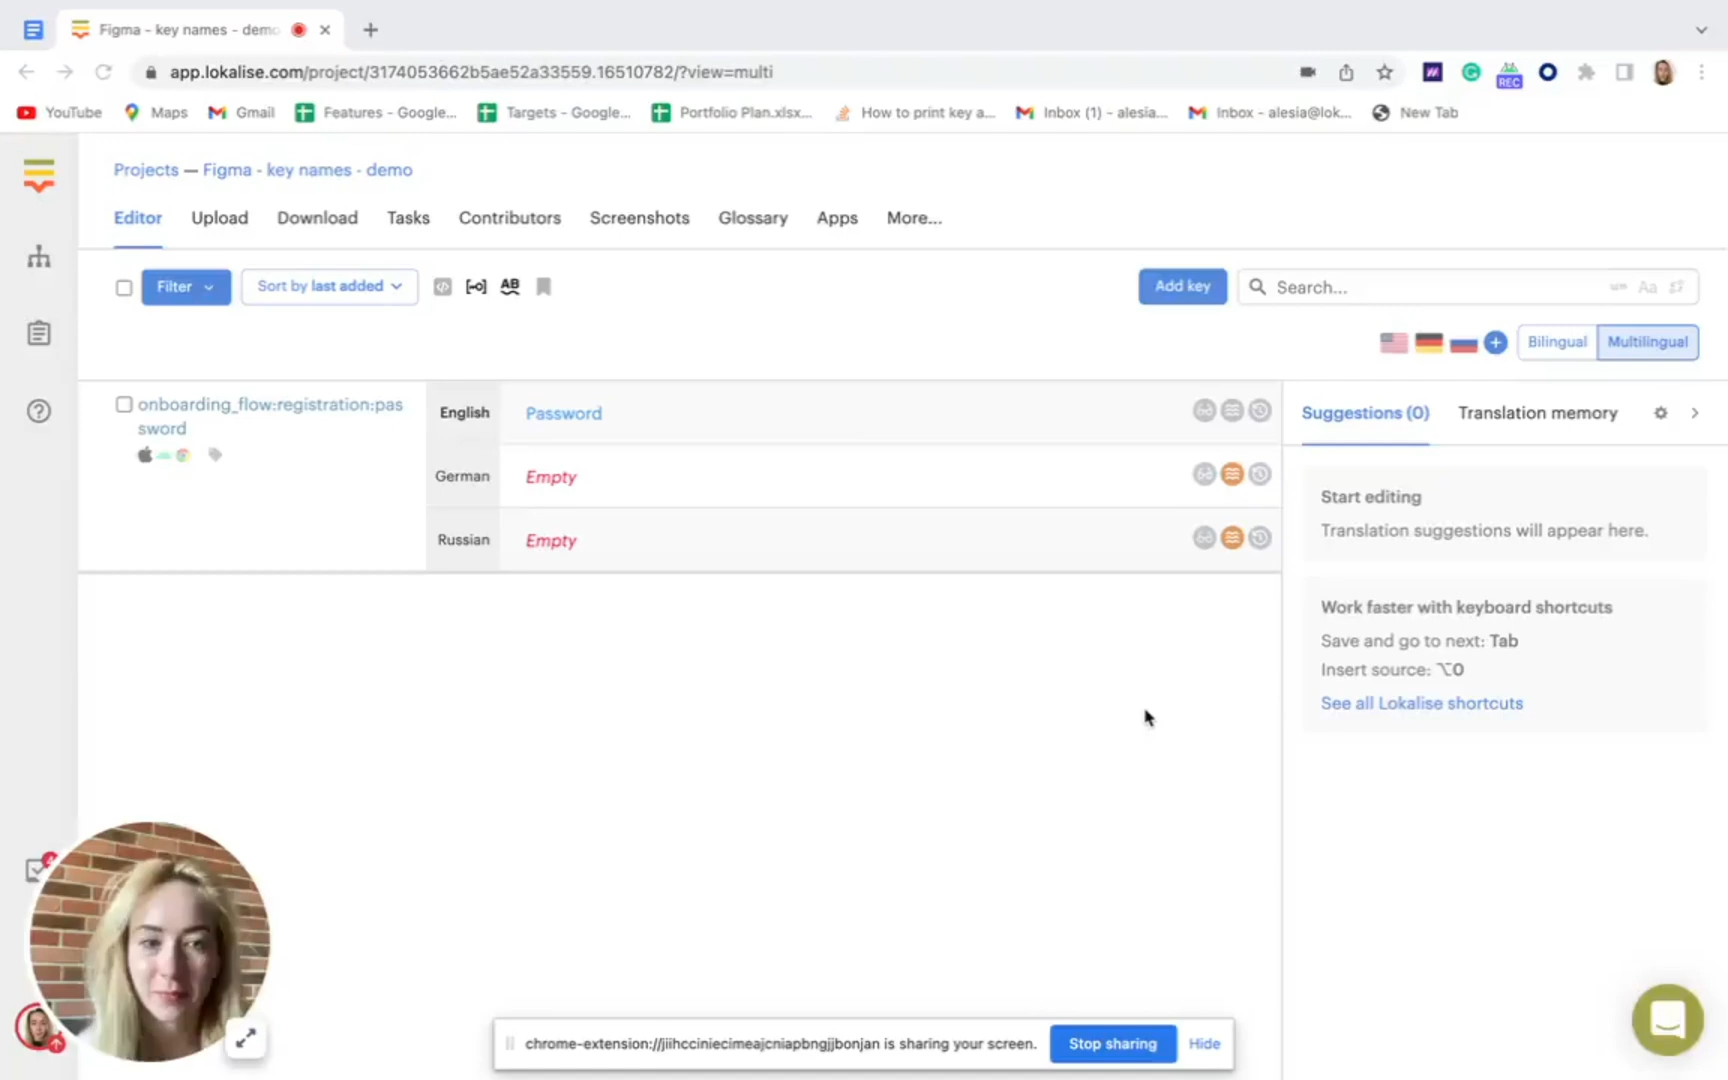 Figma - key names - demo
app.lokalise.com/project/3174053662b5ae52a33559.16510782/?view=multi
REC
YouTube Maps Gmail Features - Google... Targets - Google... Portfolio Plan.xlsx... How to print key a... Inbox (1) - alesia... Inbox - alesia@lok... New Tab
Projects — Figma - key names - demo
Editor Upload Download Tasks Contributors Screenshots Glossary Apps More...
Filter Sort by last added AB Add key Search... Aa
Bilingual Multilingual
onboarding_flow:registration:pas
sword
English Password
German Empty
Russian Empty
Suggestions (0) Translation memory
Start editing
Translation suggestions will appear here.
Work faster with keyboard shortcuts
Save and go to next: Tab
Insert source: ⌥0
See all Lokalise shortcuts
4
chrome-extension://jiihcciniecimeajcniapbngjjbonjan is sharing your screen. Stop sharing Hide